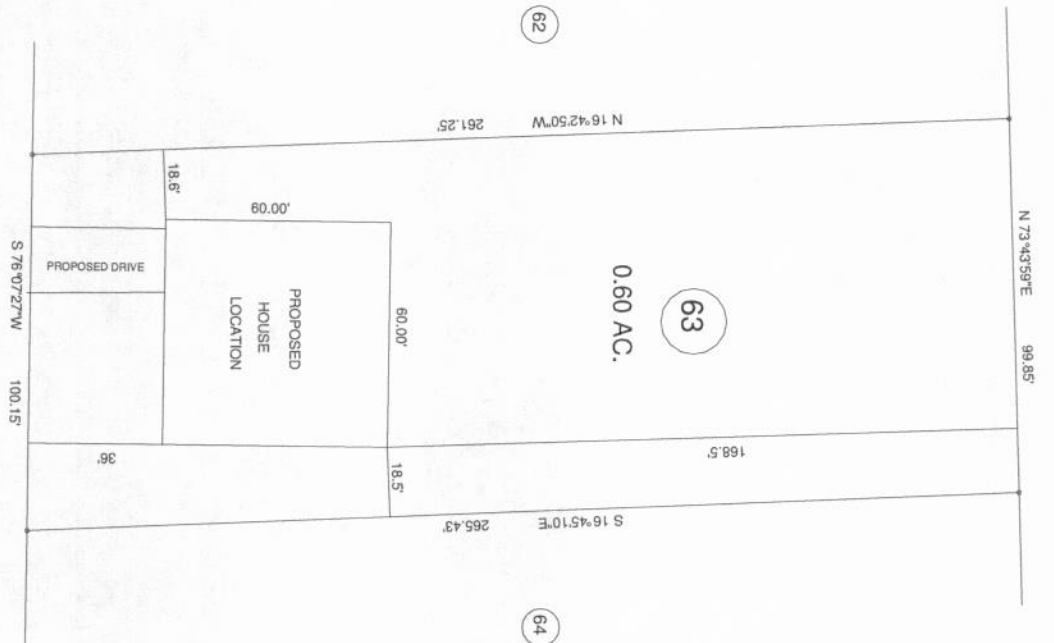 62
N 16°42'50"W 261.25'
N 73°43'59"E 99.85'
63
0.60 AC.
18.6'
60.00'
60.00'
PROPOSED
HOUSE
LOCATION
PROPOSED DRIVE
S 76°07'27"W 100.15'
36'
18.5'
168.5'
S 16°45'10"E 265.43'
64